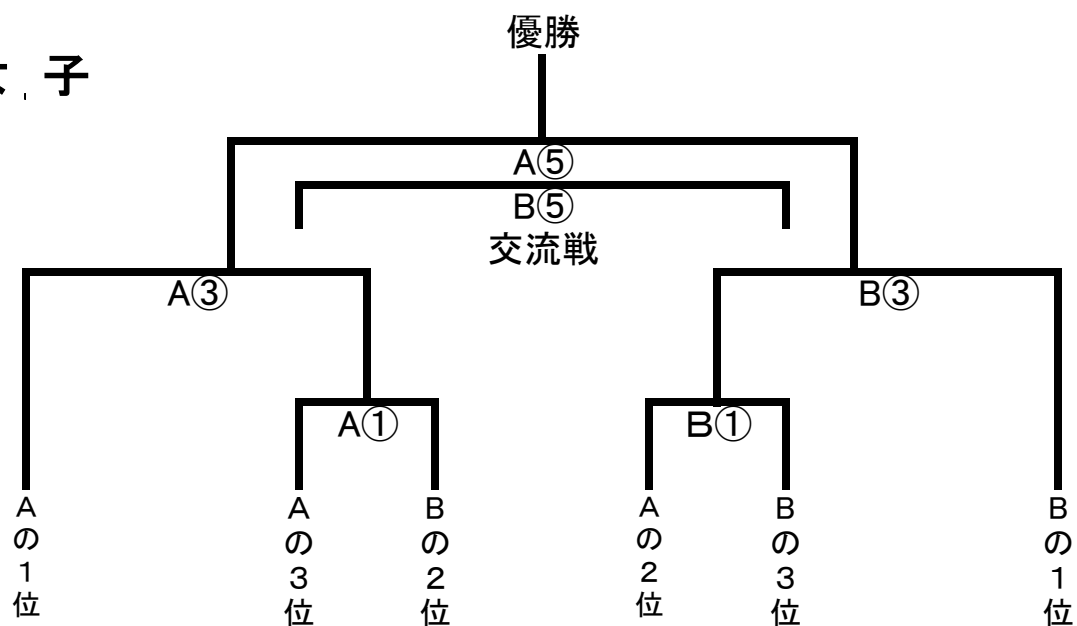 優勝
子
A⑤
B⑤
交流戦
A③
B③
A①
B①
Aの1位
Aの3位
Bの2位
Aの2位
Bの3位
Bの1位